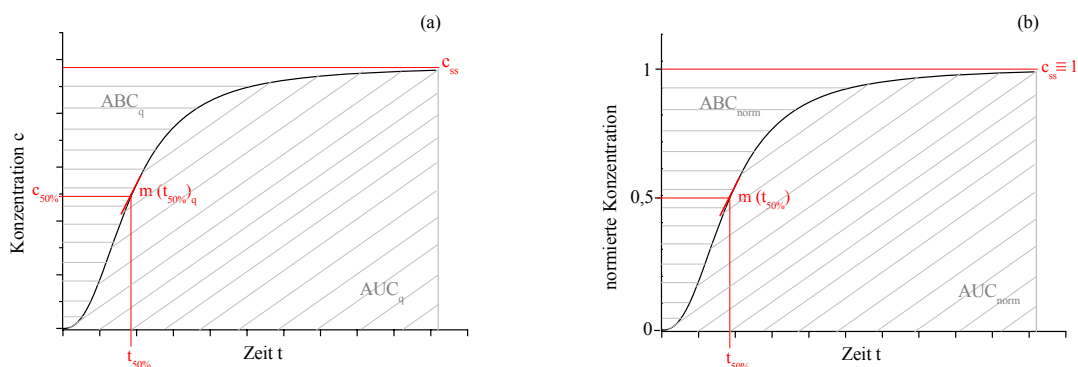 (a)
Konzentration c
c_ss
ABC_q
c_50%
m (t_50%)_q
AUC_q
t_50%
Zeit t
(b)
normierte Konzentration
1
c_ss ≡ 1
ABC_norm
0,5
m (t_50%)
AUC_norm
0
t_50%
Zeit t